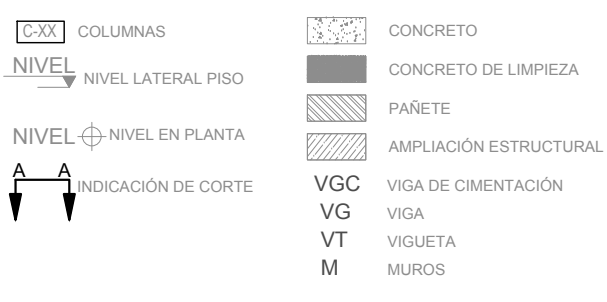 C-XX COLUMNAS
NIVEL NIVEL LATERAL PISO
NIVEL NIVEL EN PLANTA
A A
INDICACIÓN DE CORTE
CONCRETO
CONCRETO DE LIMPIEZA
PAÑETE
AMPLIACIÓN ESTRUCTURAL
VGC VIGA DE CIMENTACIÓN
VG VIGA
VT VIGUETA
M MUROS